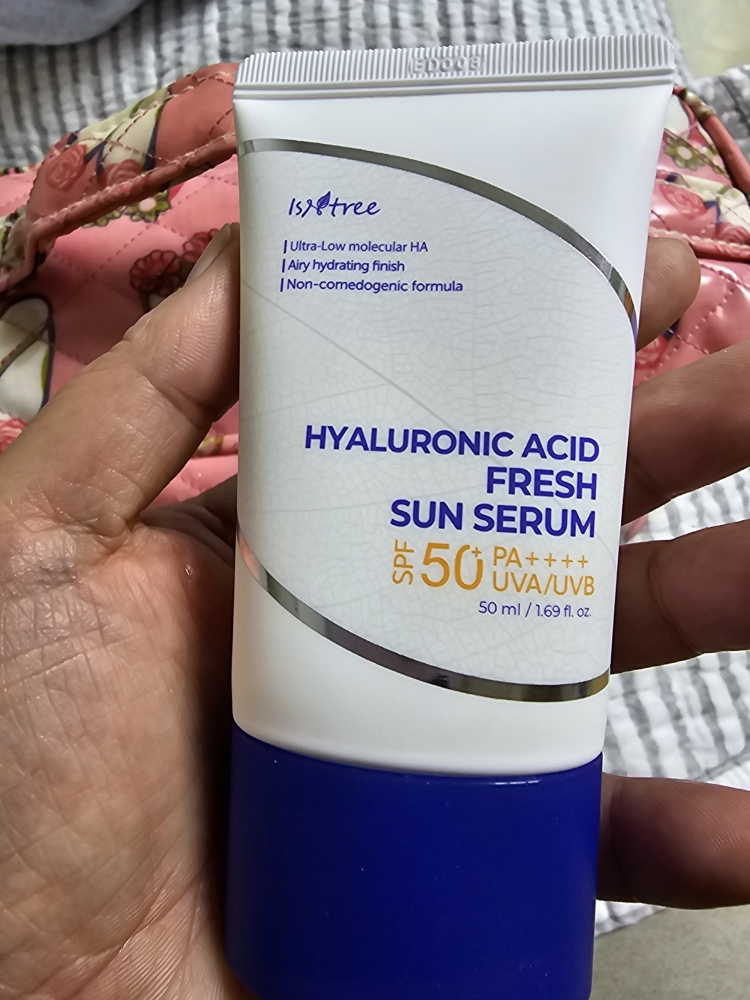 Isntree
Ultra-Low molecular HA
Airy hydrating finish
Non-comedogenic formula
HYALURONIC ACID
FRESH
SUN SERUM
SPF 50+ PA++++
UVA/UVB
50 ml / 1.69 fl. oz.